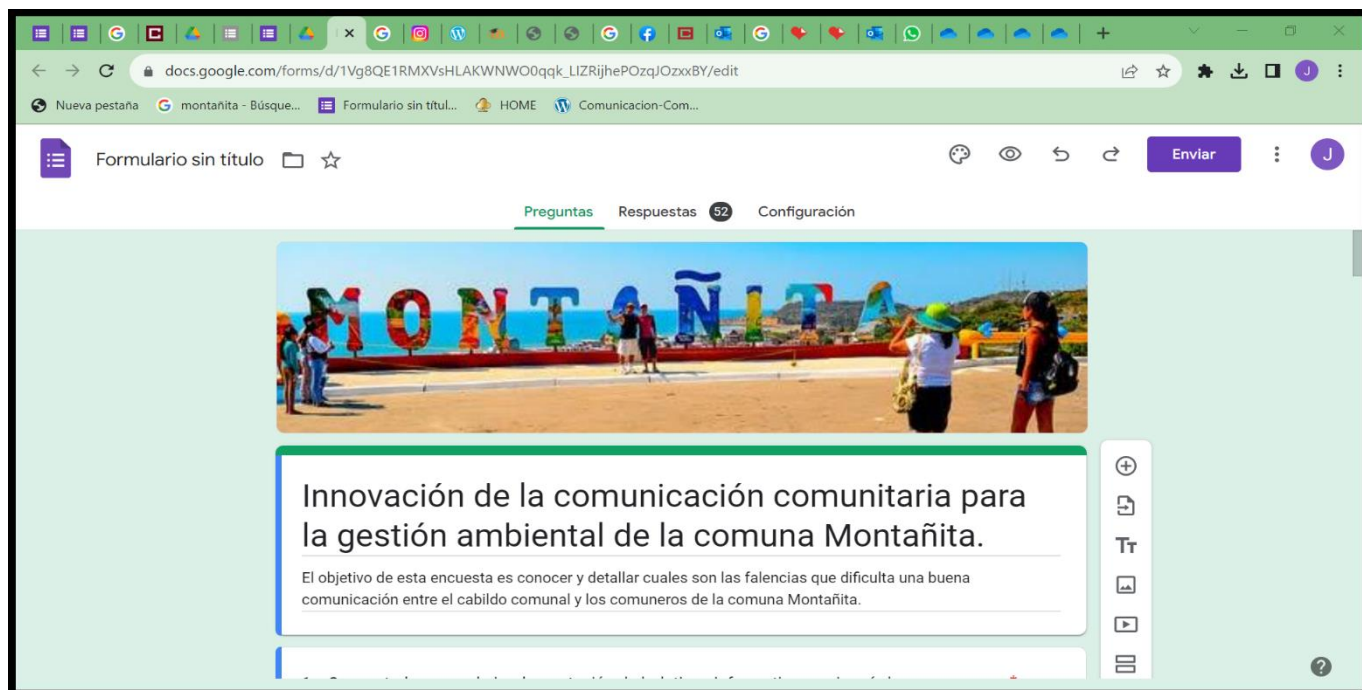 docs.google.com/forms/d/1Vg8QE1RMXVsHLAKWNWO0qqk_LIZRijhePOzqJOzxxBY/edit
J
Nueva pestaña
montañita - Búsque...
Formulario sin títul...
HOME
Comunicacion-Com...
Formulario sin título
Enviar
J
Preguntas
Respuestas 52
Configuración
MONTAÑITA
Innovación de la comunicación comunitaria para
la gestión ambiental de la comuna Montañita.
El objetivo de esta encuesta es conocer y detallar cuales son las falencias que dificulta una buena
comunicación entre el cabildo comunal y los comuneros de la comuna Montañita.